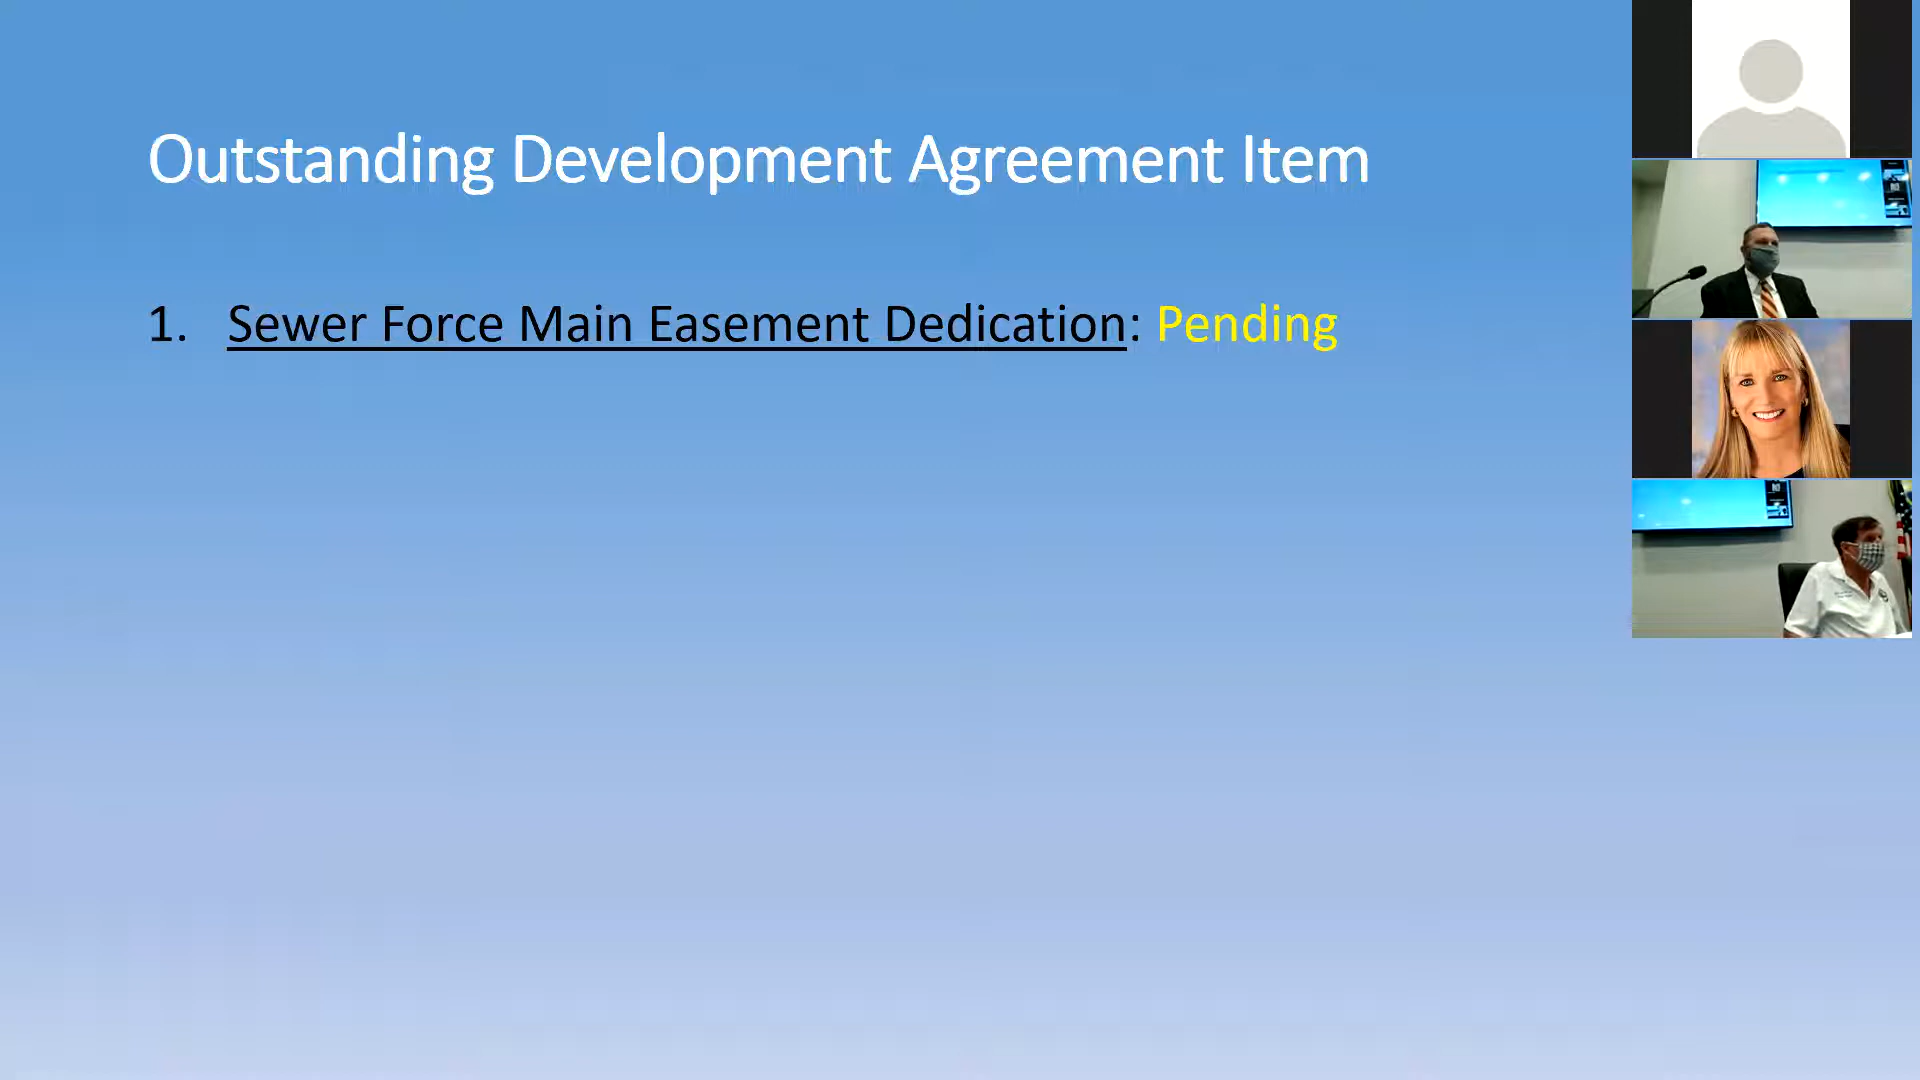 Outstanding Development Agreement Item
1. Sewer Force Main Easement Dedication: Pending